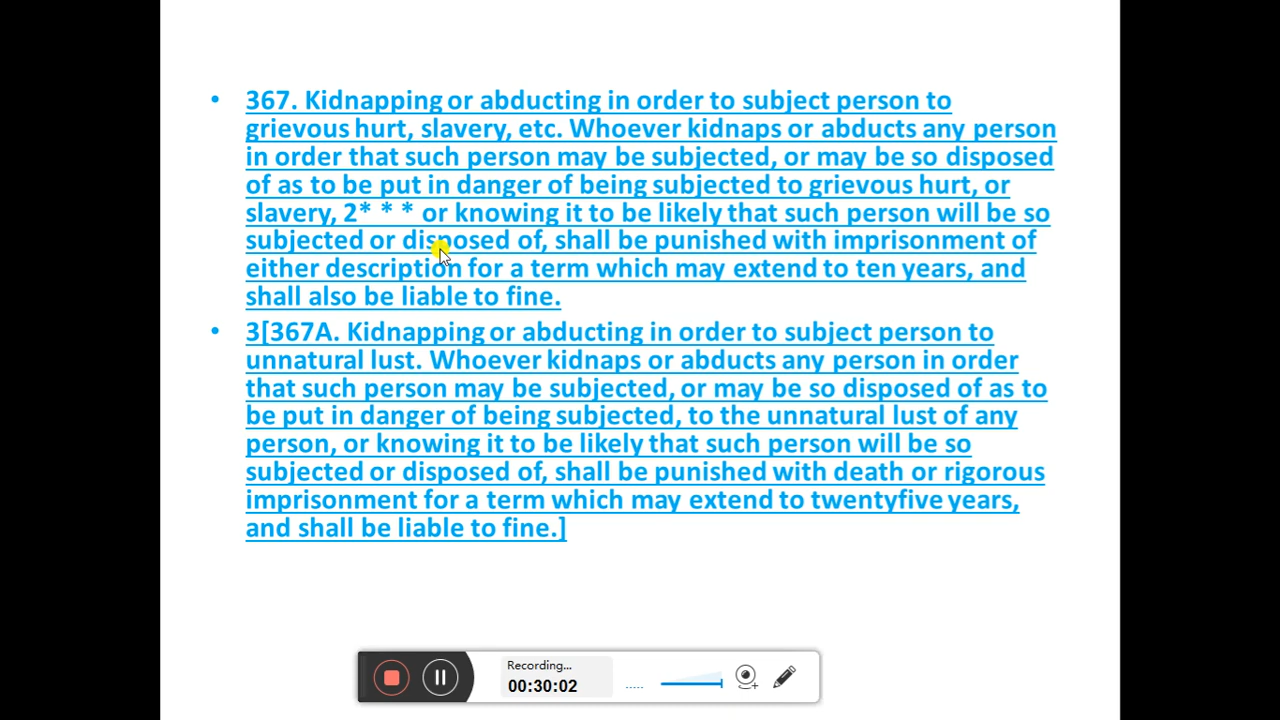 • 367. Kidnapping or abducting in order to subject person to
grievous hurt, slavery, etc. Whoever kidnaps or abducts any person
in order that such person may be subjected, or may be so disposed
of as to be put in danger of being subjected to grievous hurt, or
slavery, 2* * * or knowing it to be likely that such person will be so
subjected or disposed of, shall be punished with imprisonment of
either description for a term which may extend to ten years, and
shall also be liable to fine.
• 3[367A. Kidnapping or abducting in order to subject person to
unnatural lust. Whoever kidnaps or abducts any person in order
that such person may be subjected, or may be so disposed of as to
be put in danger of being subjected, to the unnatural lust of any
person, or knowing it to be likely that such person will be so
subjected or disposed of, shall be punished with death or rigorous
imprisonment for a term which may extend to twentyfive years,
and shall be liable to fine.]
Recording...
00:30:02